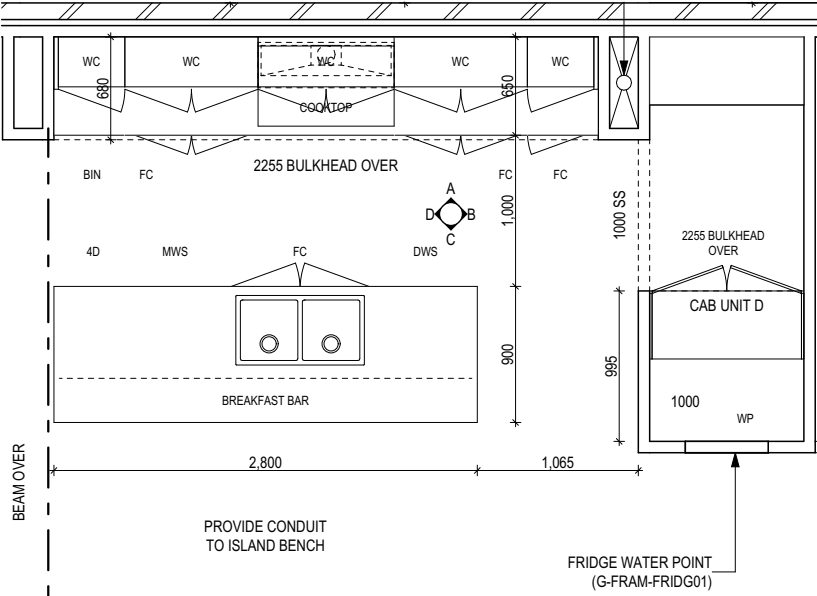 WC
WC
WC
WC
WC
680
650
COOKTOP
2255 BULKHEAD OVER
BIN
FC
FC
FC
A
D
B
C
1,000
1000 SS
2255 BULKHEAD
OVER
4D
MWS
FC
DWS
CAB UNIT D
900
995
BREAKFAST BAR
1000
WP
2,800
1,065
BEAM OVER
PROVIDE CONDUIT
TO ISLAND BENCH
FRIDGE WATER POINT
(G-FRAM-FRIDG01)